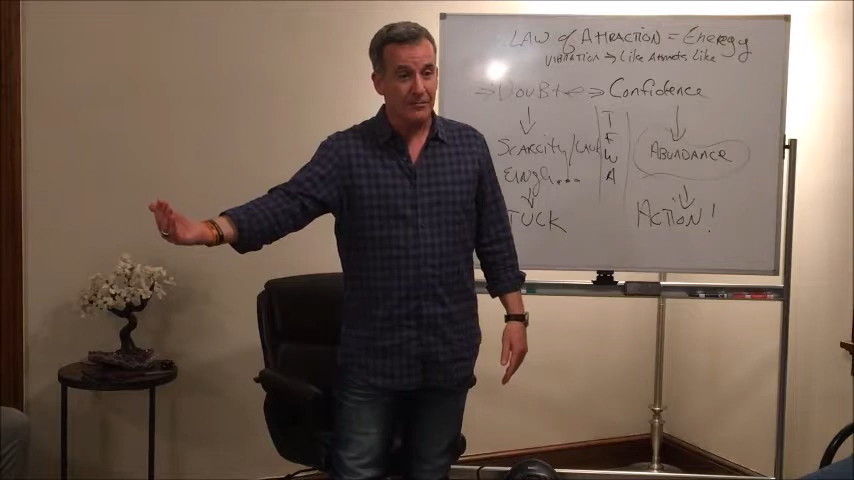 LAW of ATTRACTION = Energy
VIBRATION → Like Attracts Like
⇒ Doubt ⇐⇒ Confidence
SCARCITY/
T
F
W
A
ABUNDANCE
TUCK
ACTION!